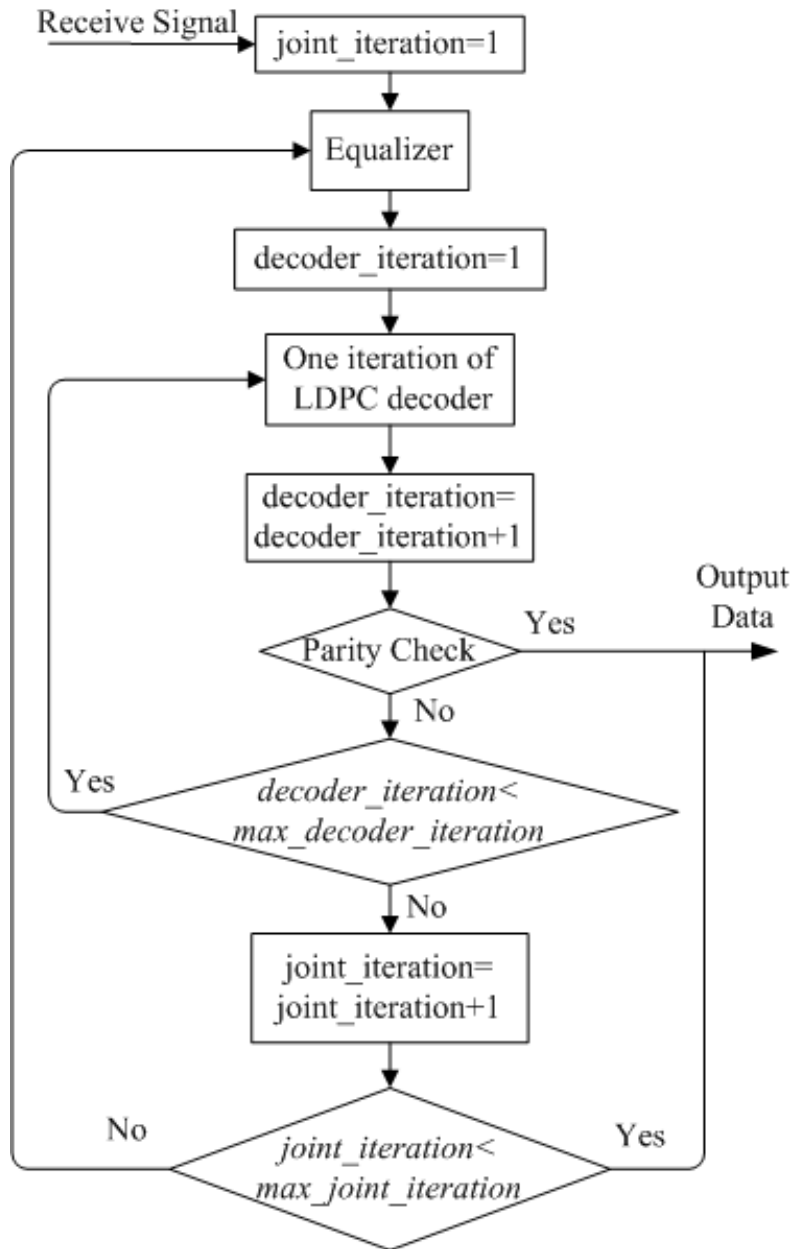 Receive Signal
joint_iteration=1
Equalizer
decoder_iteration=1
One iteration of
LDPC decoder
decoder_iteration=
decoder_iteration+1
Output
Data
Parity Check
Yes
No
Yes
decoder_iteration<
max_decoder_iteration
No
joint_iteration=
joint_iteration+1
No
joint_iteration<
max_joint_iteration
Yes